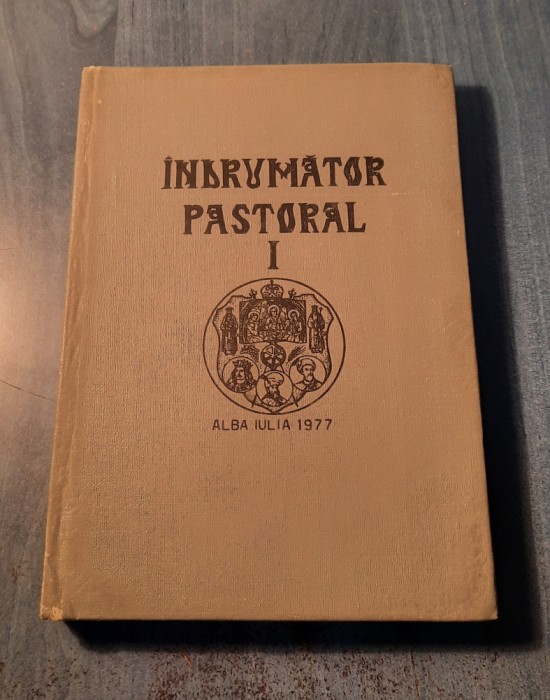 ÎNDRUMĂTOR
PASTORAL
I
ALBA IULIA 1977